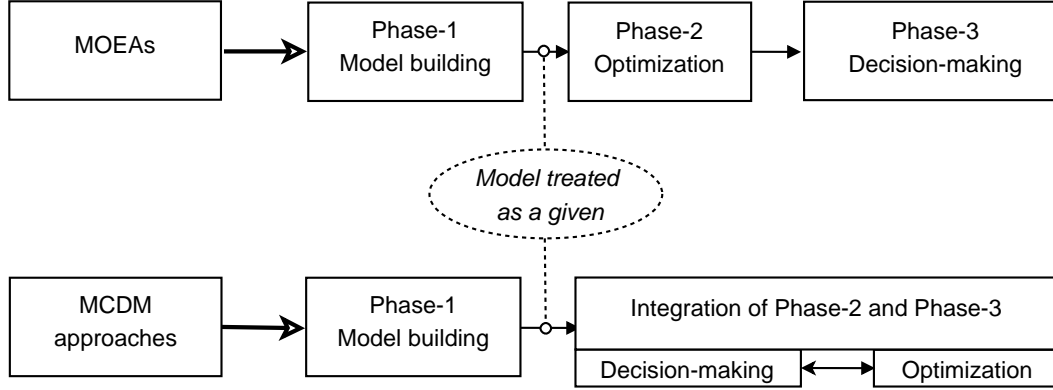 MOEAs
Phase-1
Model building
Phase-2
Optimization
Phase-3
Decision-making
Model treated
as a given
MCDM
approaches
Phase-1
Model building
Integration of Phase-2 and Phase-3
Decision-making
Optimization